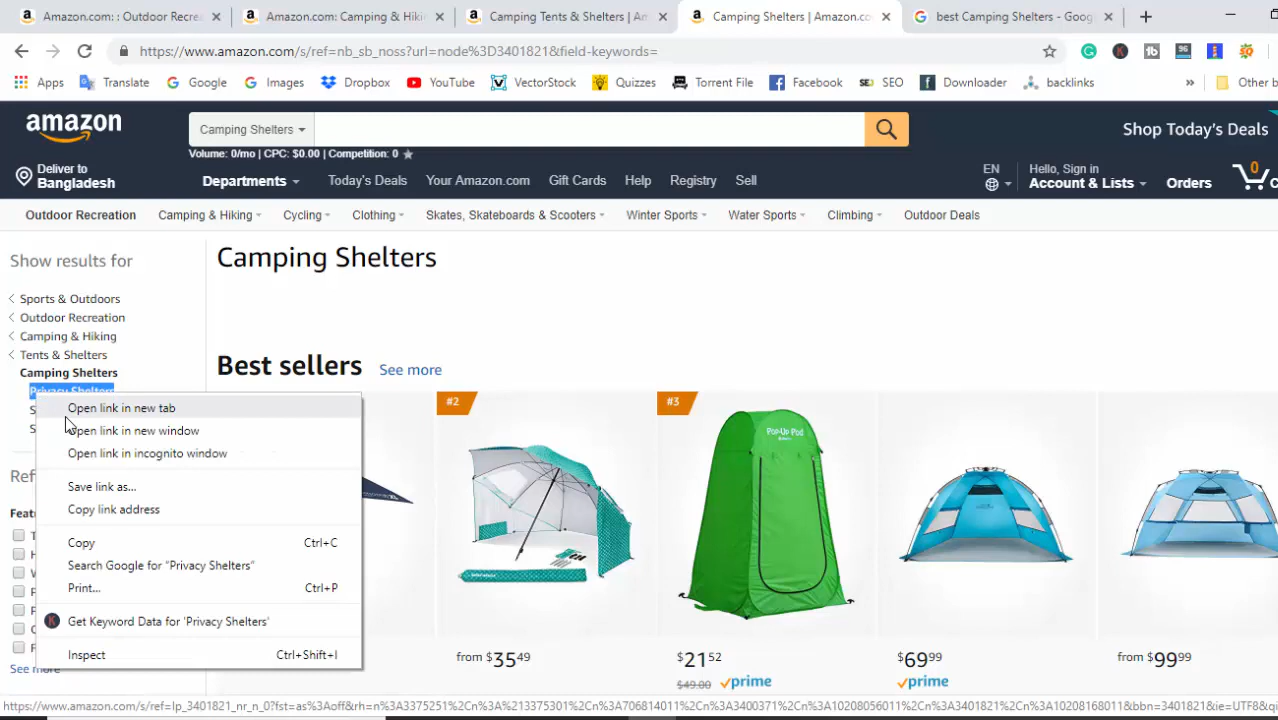 Amazon.com: : Outdoor Recre
Amazon.com: Camping & Hiki
Camping Tents & Shelters | Am
Camping Shelters | Amazon.co
best Camping Shelters - Goog
https://www.amazon.com/s/ref=nb_sb_noss?url=node%3D3401821&field-keywords=
Apps
Translate
Google
Images
Dropbox
YouTube
VectorStock
Quizzes
Torrent File
Facebook
SEO
Downloader
backlinks
»
Other b
amazon
Camping Shelters
Shop Today's Deals
Volume: 0/mo | CPC: $0.00 | Competition: 0
Deliver to
Bangladesh
Departments
Today's Deals
Your Amazon.com
Gift Cards
Help
Registry
Sell
EN
Hello, Sign in
Account & Lists
Orders
0
C
Outdoor Recreation
Camping & Hiking
Cycling
Clothing
Skates, Skateboards & Scooters
Winter Sports
Water Sports
Climbing
Outdoor Deals
Show results for
Camping Shelters
Sports & Outdoors
Outdoor Recreation
Camping & Hiking
Tents & Shelters
Camping Shelters
Privacy Shelters
Best sellers
See more
Open link in new tab
Open link in new window
Open link in incognito window
Save link as...
Copy link address
Copy Ctrl+C
Search Google for "Privacy Shelters"
Print... Ctrl+P
Get Keyword Data for 'Privacy Shelters'
Inspect Ctrl+Shift+I
Ref
Featu
See more
#2
#3
Pop-Up Pod
from $35.49
$21.52
$49.00
prime
$69.99
prime
from $99.99
https://www.amazon.com/s/ref=lp_3401821_nr_n_0?fst=as%3Aoff&rh=n%3A3375251%2Cn%3A%213375301%2Cn%3A706814011%2Cn%3A3400371%2Cn%3A10208056011%2Cn%3A3401821%2Cn%3A10208168011&bbn=3401821&ie=UTF8&qi